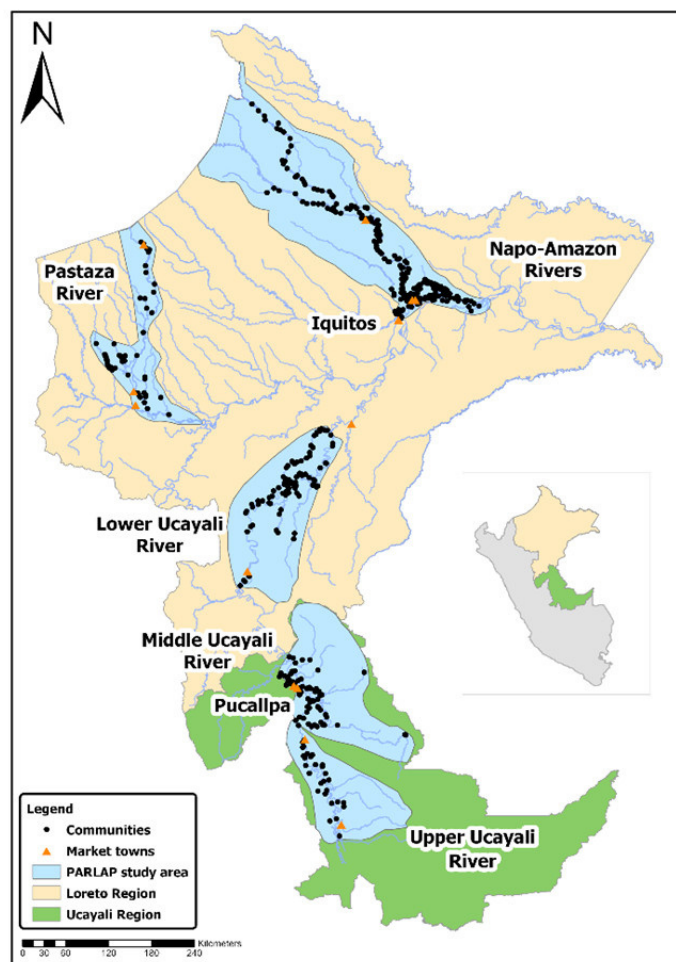 N
Napo-Amazon
Rivers
Pastaza
River
Iquitos
Lower Ucayali
River
Middle Ucayali
River
Pucallpa
Upper Ucayali
River
Legend
Communities
Market towns
PARLAP study area
Loreto Region
Ucayali Region
0 30 60 120 180 240 Kilometers